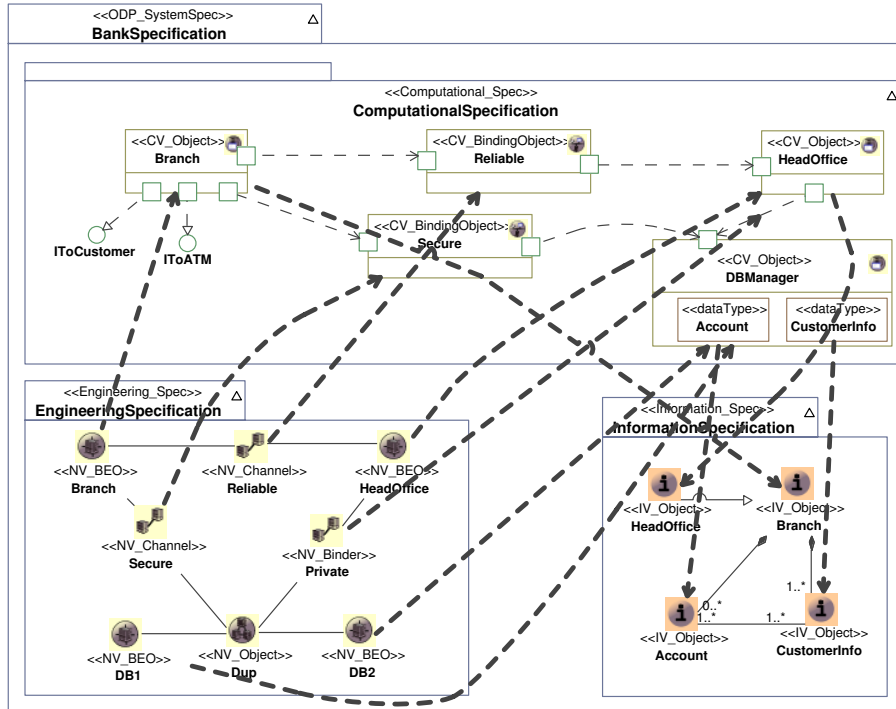 <<ODP_SystemSpec>>
BankSpecification
<<Computational_Spec>>
ComputationalSpecification
<<CV_Object>>
Branch
<<CV_BindingObject>>
Reliable
<<CV_Object>>
HeadOffice
IToCustomer
IToATM
<<CV_BindingObject>>
Secure
<<CV_Object>>
DBManager
<<dataType>>
Account
<<dataType>>
CustomerInfo
<<Engineering_Spec>>
EngineeringSpecification
<<NV_BEO>>
Branch
<<NV_Channel>>
Reliable
<<NV_BEO>>
HeadOffice
<<NV_Channel>>
Secure
<<NV_Binder>>
Private
<<NV_BEO>>
DB1
<<NV_Object>>
Dup
<<NV_BEO>>
DB2
<<Information_Spec>>
InformationSpecification
i
<<IV_Object>>
HeadOffice
i
<<IV_Object>>
Branch
1..*
0..*
1..*
1..*
i
<<IV_Object>>
Account
i
<<IV_Object>>
CustomerInfo